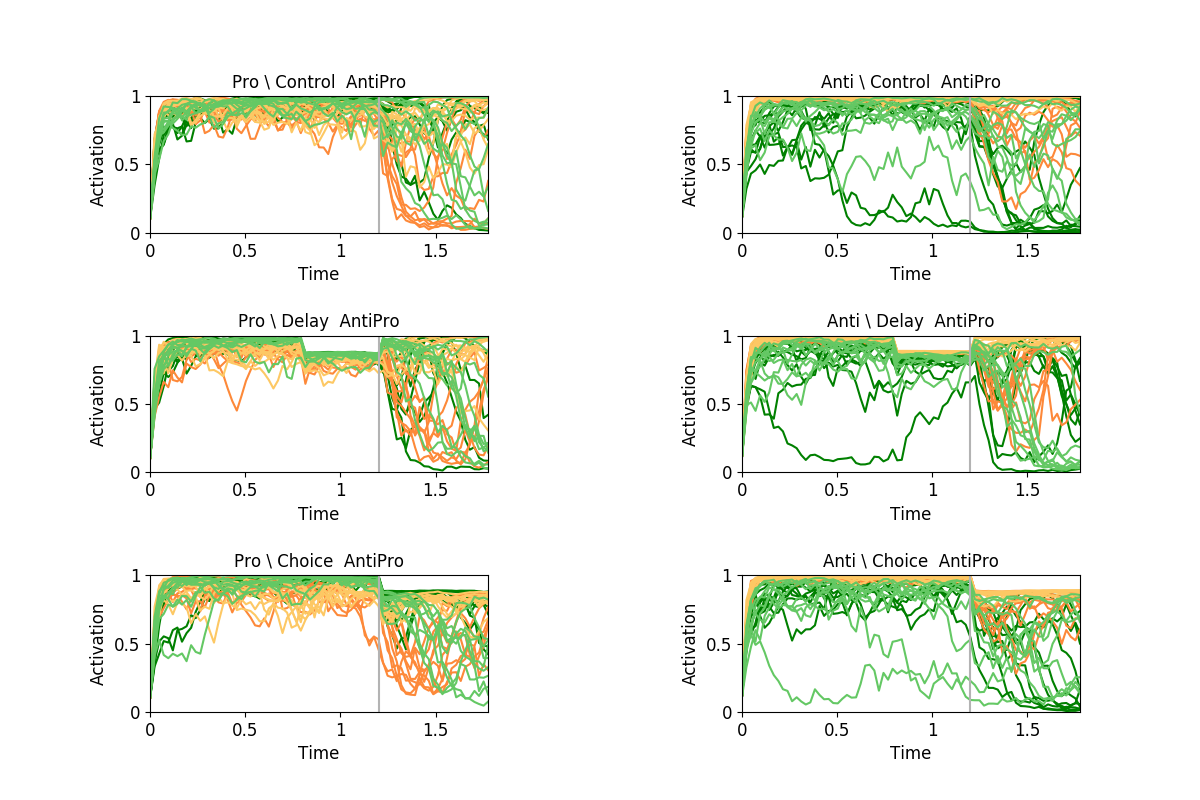 Pro \ Control  AntiPro
Anti \ Control  AntiPro
1
0.5
0
Activation
0
0.5
1
1.5
Time
1
0.5
0
Activation
0
0.5
1
1.5
Time
Pro \ Delay  AntiPro
Anti \ Delay  AntiPro
1
0.5
0
Activation
0
0.5
1
1.5
Time
1
0.5
0
Activation
0
0.5
1
1.5
Time
Pro \ Choice  AntiPro
Anti \ Choice  AntiPro
1
0.5
0
Activation
0
0.5
1
1.5
Time
1
0.5
0
Activation
0
0.5
1
1.5
Time